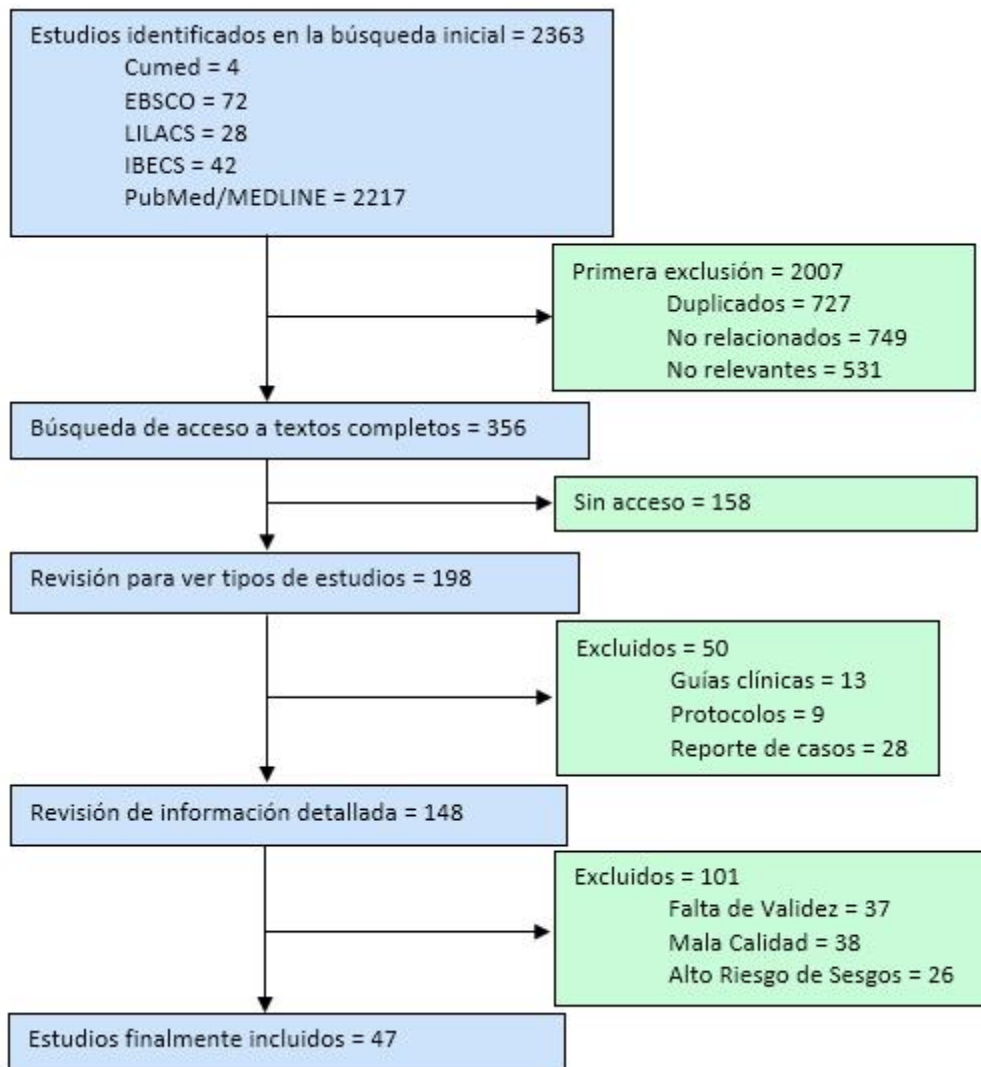 Estudios identificados en la búsqueda inicial = 2363
Cumed = 4
EBSCO = 72
LILACS = 28
IBECS = 42
PubMed/MEDLINE = 2217
Primera exclusión = 2007
Duplicados = 727
No relacionados = 749
No relevantes = 531
Búsqueda de acceso a textos completos = 356
Sin acceso = 158
Revisión para ver tipos de estudios = 198
Excluidos = 50
Guías clínicas = 13
Protocolos = 9
Reporte de casos = 28
Revisión de información detallada = 148
Excluidos = 101
Falta de Validez = 37
Mala Calidad = 38
Alto Riesgo de Sesgos = 26
Estudios finalmente incluidos = 47